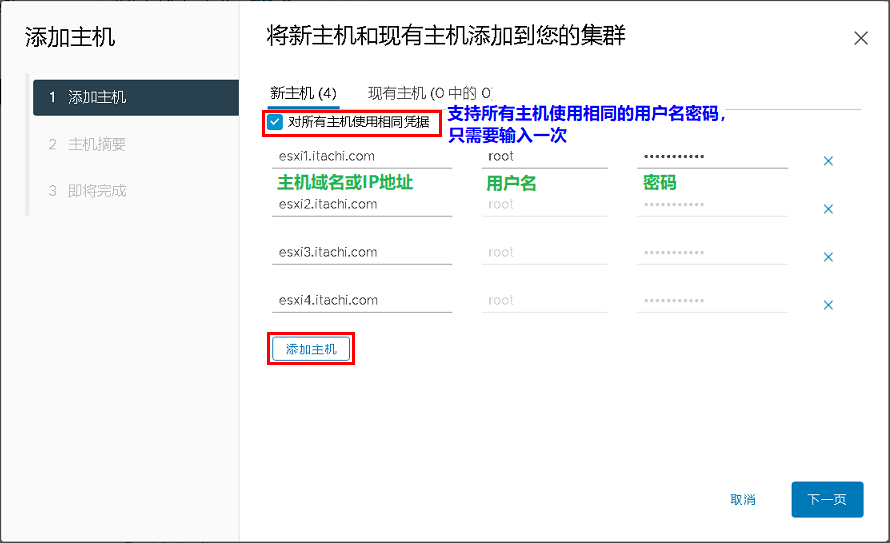 添加主机
将新主机和现有主机添加到您的集群
1 添加主机
2 主机摘要
3 即将完成
新主机 (4) 现有主机 (0 中的 0)
对所有主机使用相同凭据
支持所有主机使用相同的用户名密码，
只需要输入一次
esxi1.itachi.com root •••••••••••
主机域名或IP地址 用户名 密码
esxi2.itachi.com root •••••••••••
esxi3.itachi.com root •••••••••••
esxi4.itachi.com root •••••••••••
添加主机
取消 下一页